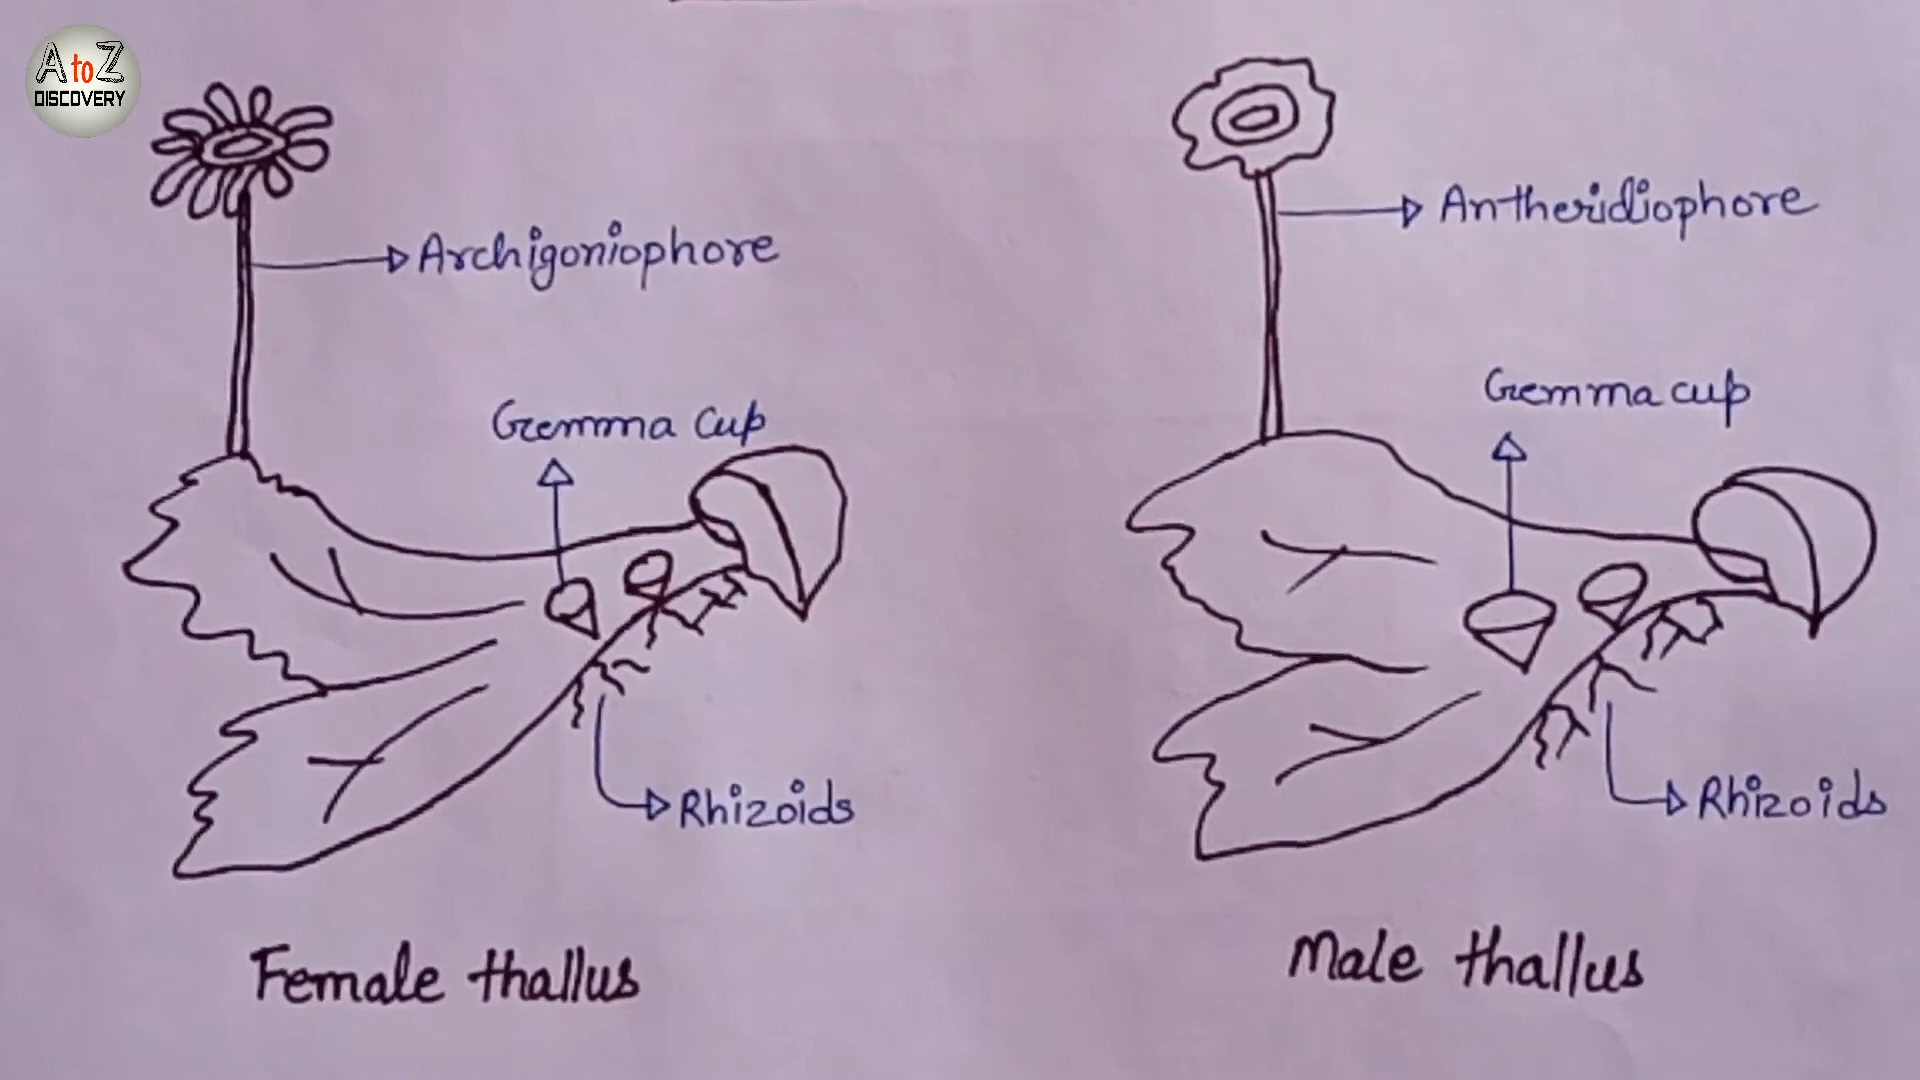 A to Z
DISCOVERY
Archigoniophore
Antheridiophore
Gemma cup
Gemma cup
Rhizoids
Rhizoids
Female thallus
Male thallus